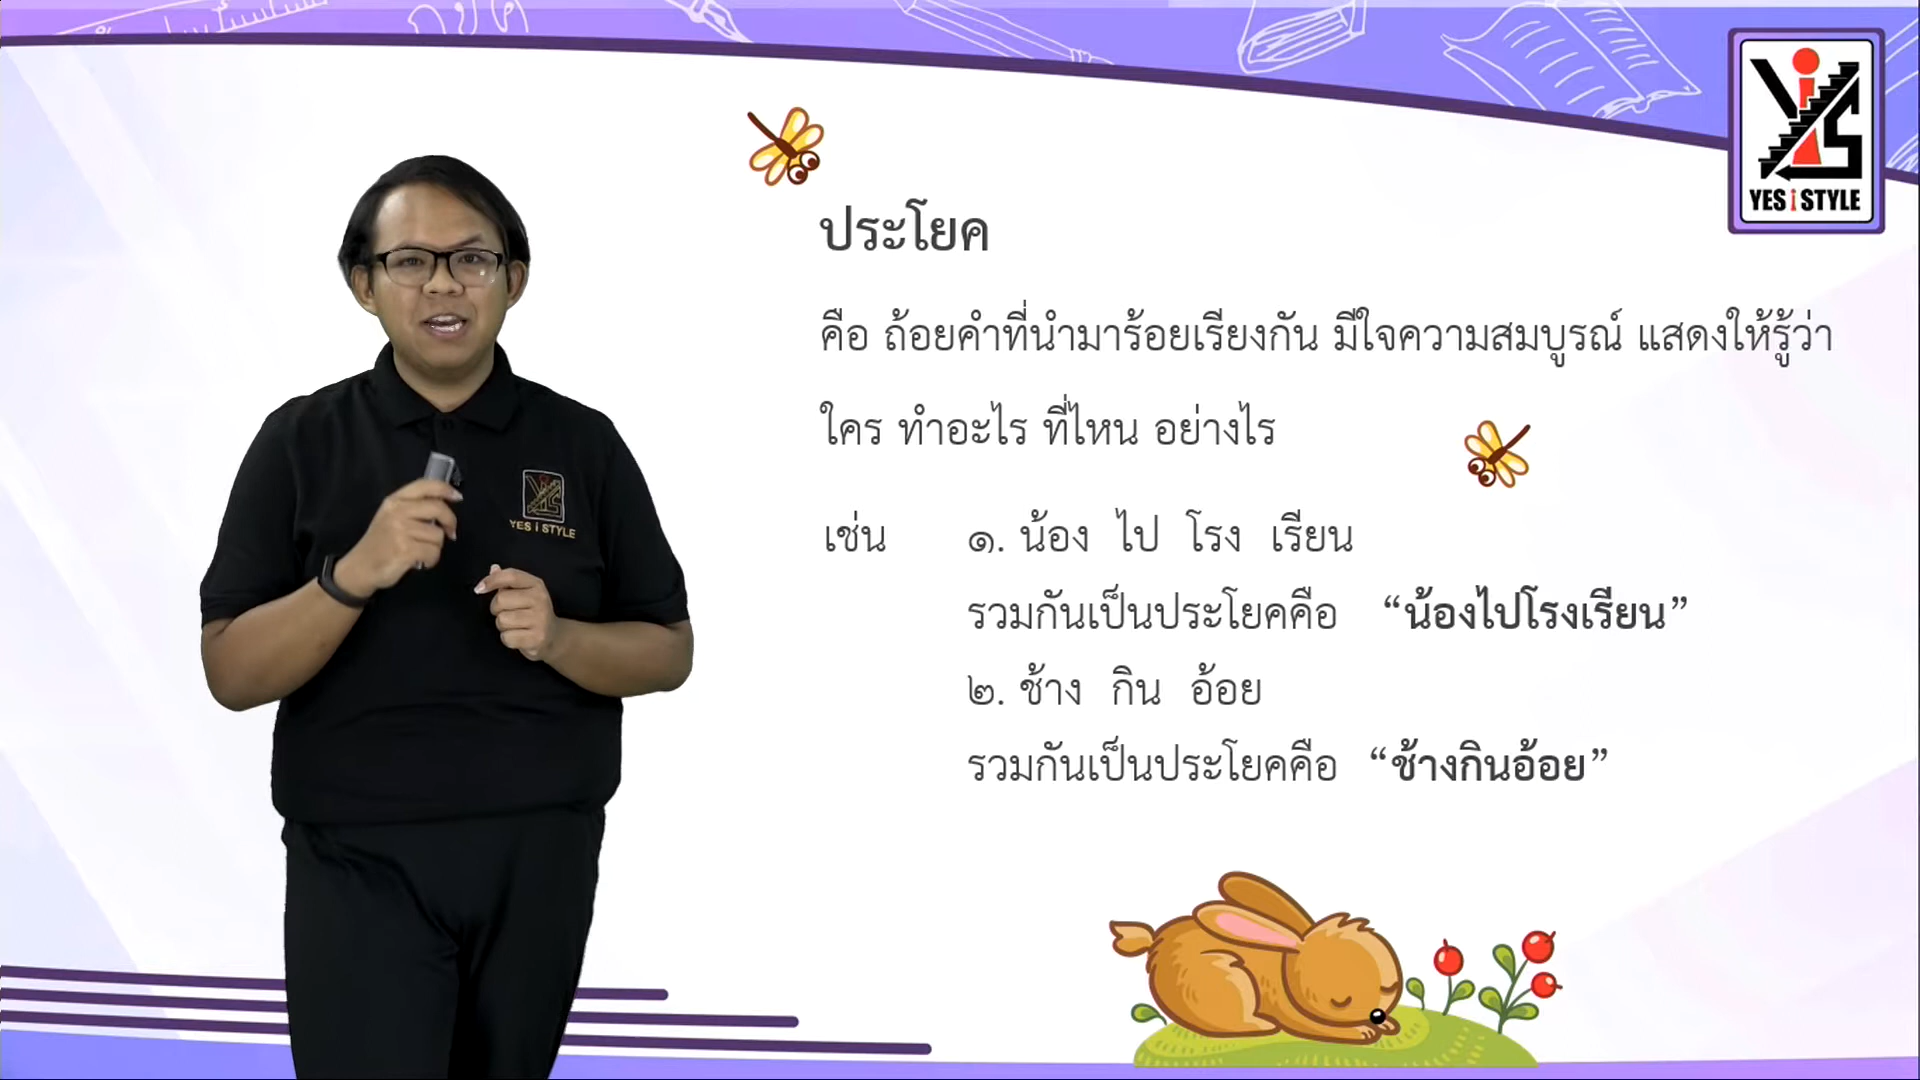 กขค
YES i STYLE
ประโยค
คือ ถ้อยคำที่นำมาร้อยเรียงกัน มีใจความสมบูรณ์ แสดงให้รู้ว่า
ใคร ทำอะไร ที่ไหน อย่างไร
เช่น ๑. น้อง ไป โรง เรียน
รวมกันเป็นประโยคคือ “น้องไปโรงเรียน”
๒. ช้าง กิน อ้อย
รวมกันเป็นประโยคคือ “ช้างกินอ้อย”
YES i STYLE